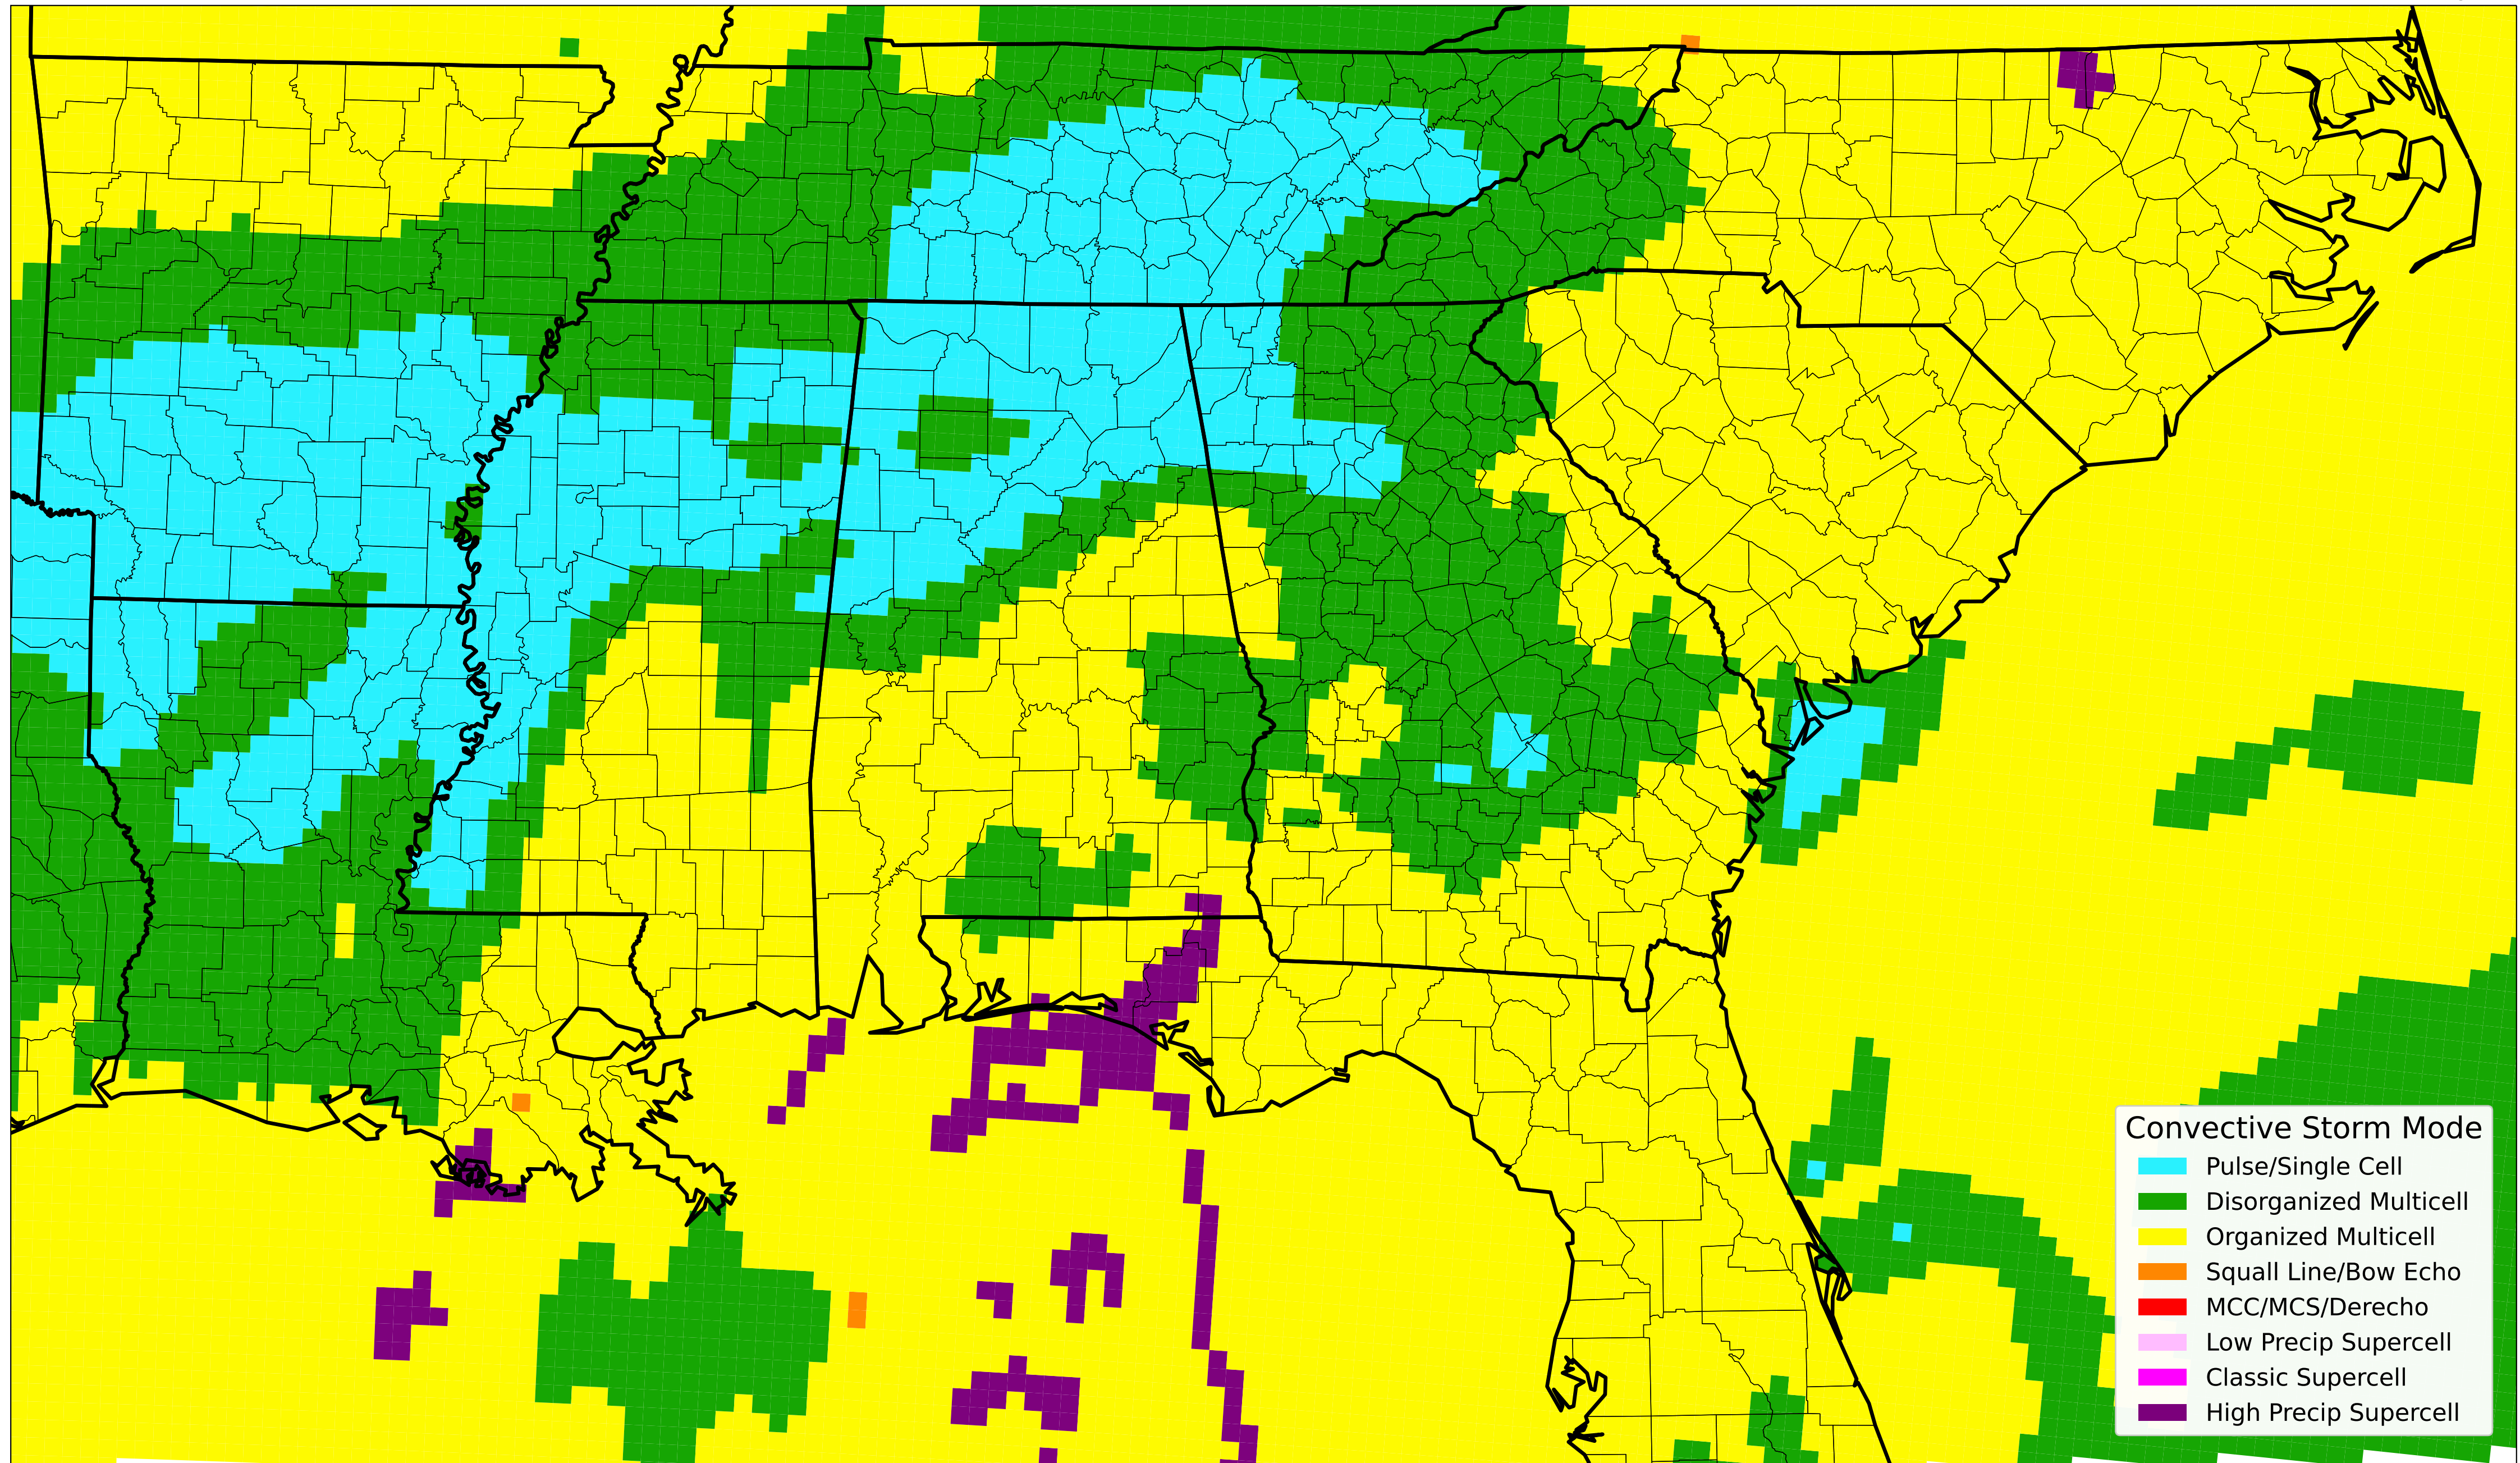 Convective Storm Mode
Pulse/Single Cell
Disorganized Multicell
Organized Multicell
Squall Line/Bow Echo
MCC/MCS/Derecho
Low Precip Supercell
Classic Supercell
High Precip Supercell